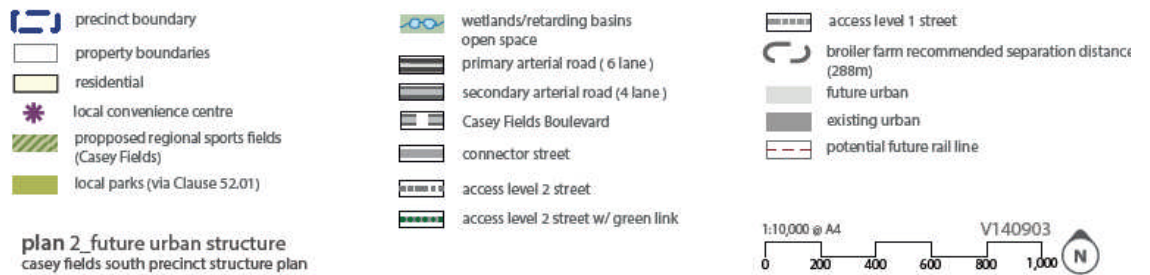 precinct boundary
property boundaries
residential
local convenience centre
propposed regional sports fields
(Casey Fields)
local parks (via Clause 52.01)
wetlands/retarding basins
open space
primary arterial road ( 6 lane )
secondary arterial road (4 lane )
Casey Fields Boulevard
connector street
access level 2 street
access level 2 street w/ green link
access level 1 street
broiler farm recommended separation distance
(288m)
future urban
existing urban
potential future rail line
plan 2_future urban structure
casey fields south precinct structure plan
1:10,000 @ A4
V140903
0 200 400 600 800 1,000
N